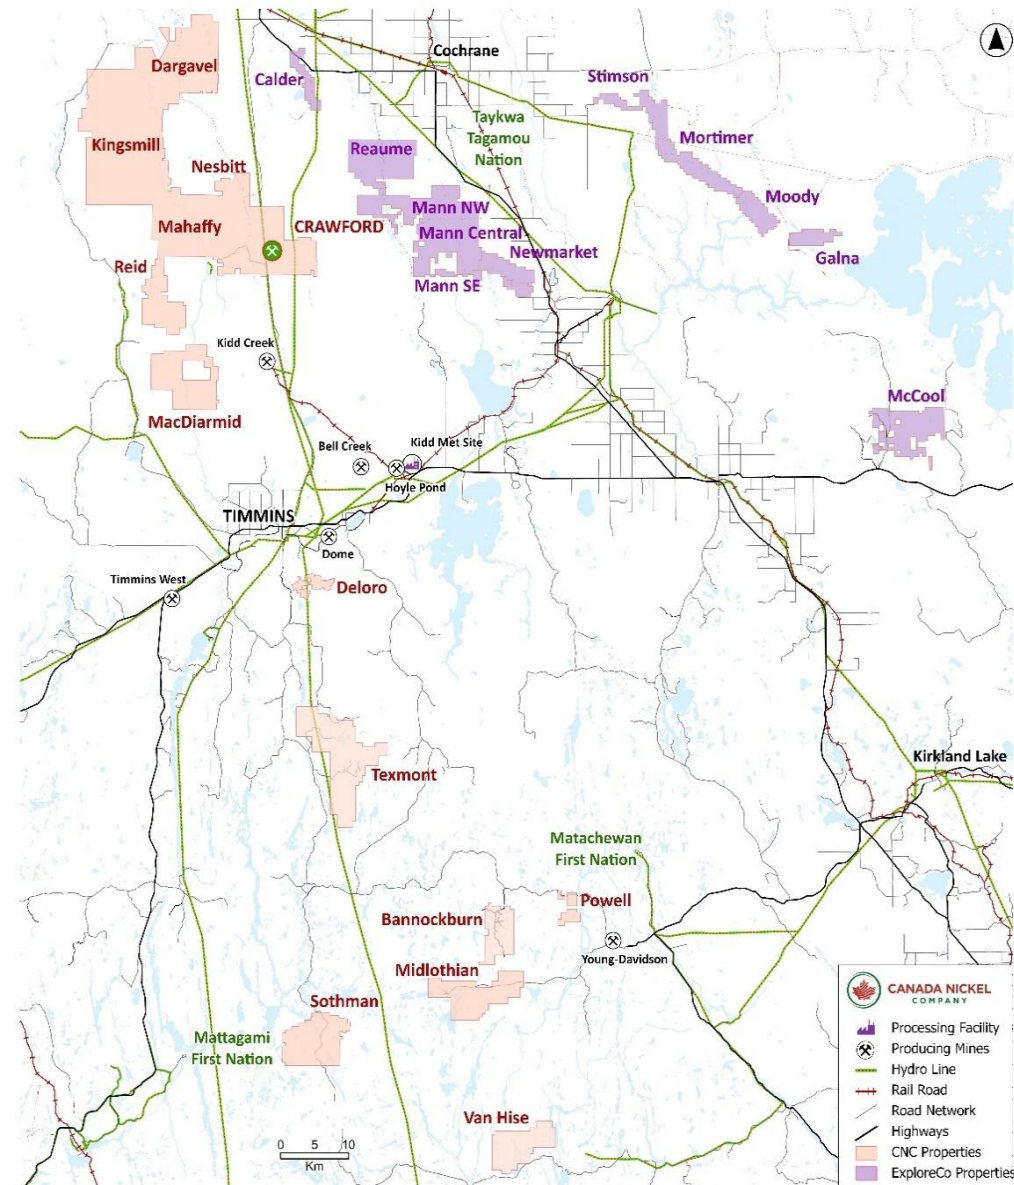 Cochrane
Dargavel
Calder
Stimson
Taykwa
Tagamou
Nation
Mortimer
Kingsmill
Reaume
Nesbitt
Moody
Mann NW
Mahaffy
CRAWFORD
Mann Central
Newmarket
Galna
Reid
Mann SE
Kidd Creek
McCool
MacDiarmid
Bell Creek
Kidd Met Site
Hoyle Pond
TIMMINS
Dome
Timmins West
Deloro
Kirkland Lake
Texmont
Matachewan
First Nation
Powell
Bannockburn
Young-Davidson
Midlothian
Sothman
Mattagami
First Nation
Van Hise
0 5 10
Km
CANADA NICKEL
COMPANY
Processing Facility
Producing Mines
Hydro Line
Rail Road
Road Network
Highways
CNC Properties
ExploreCo Properties